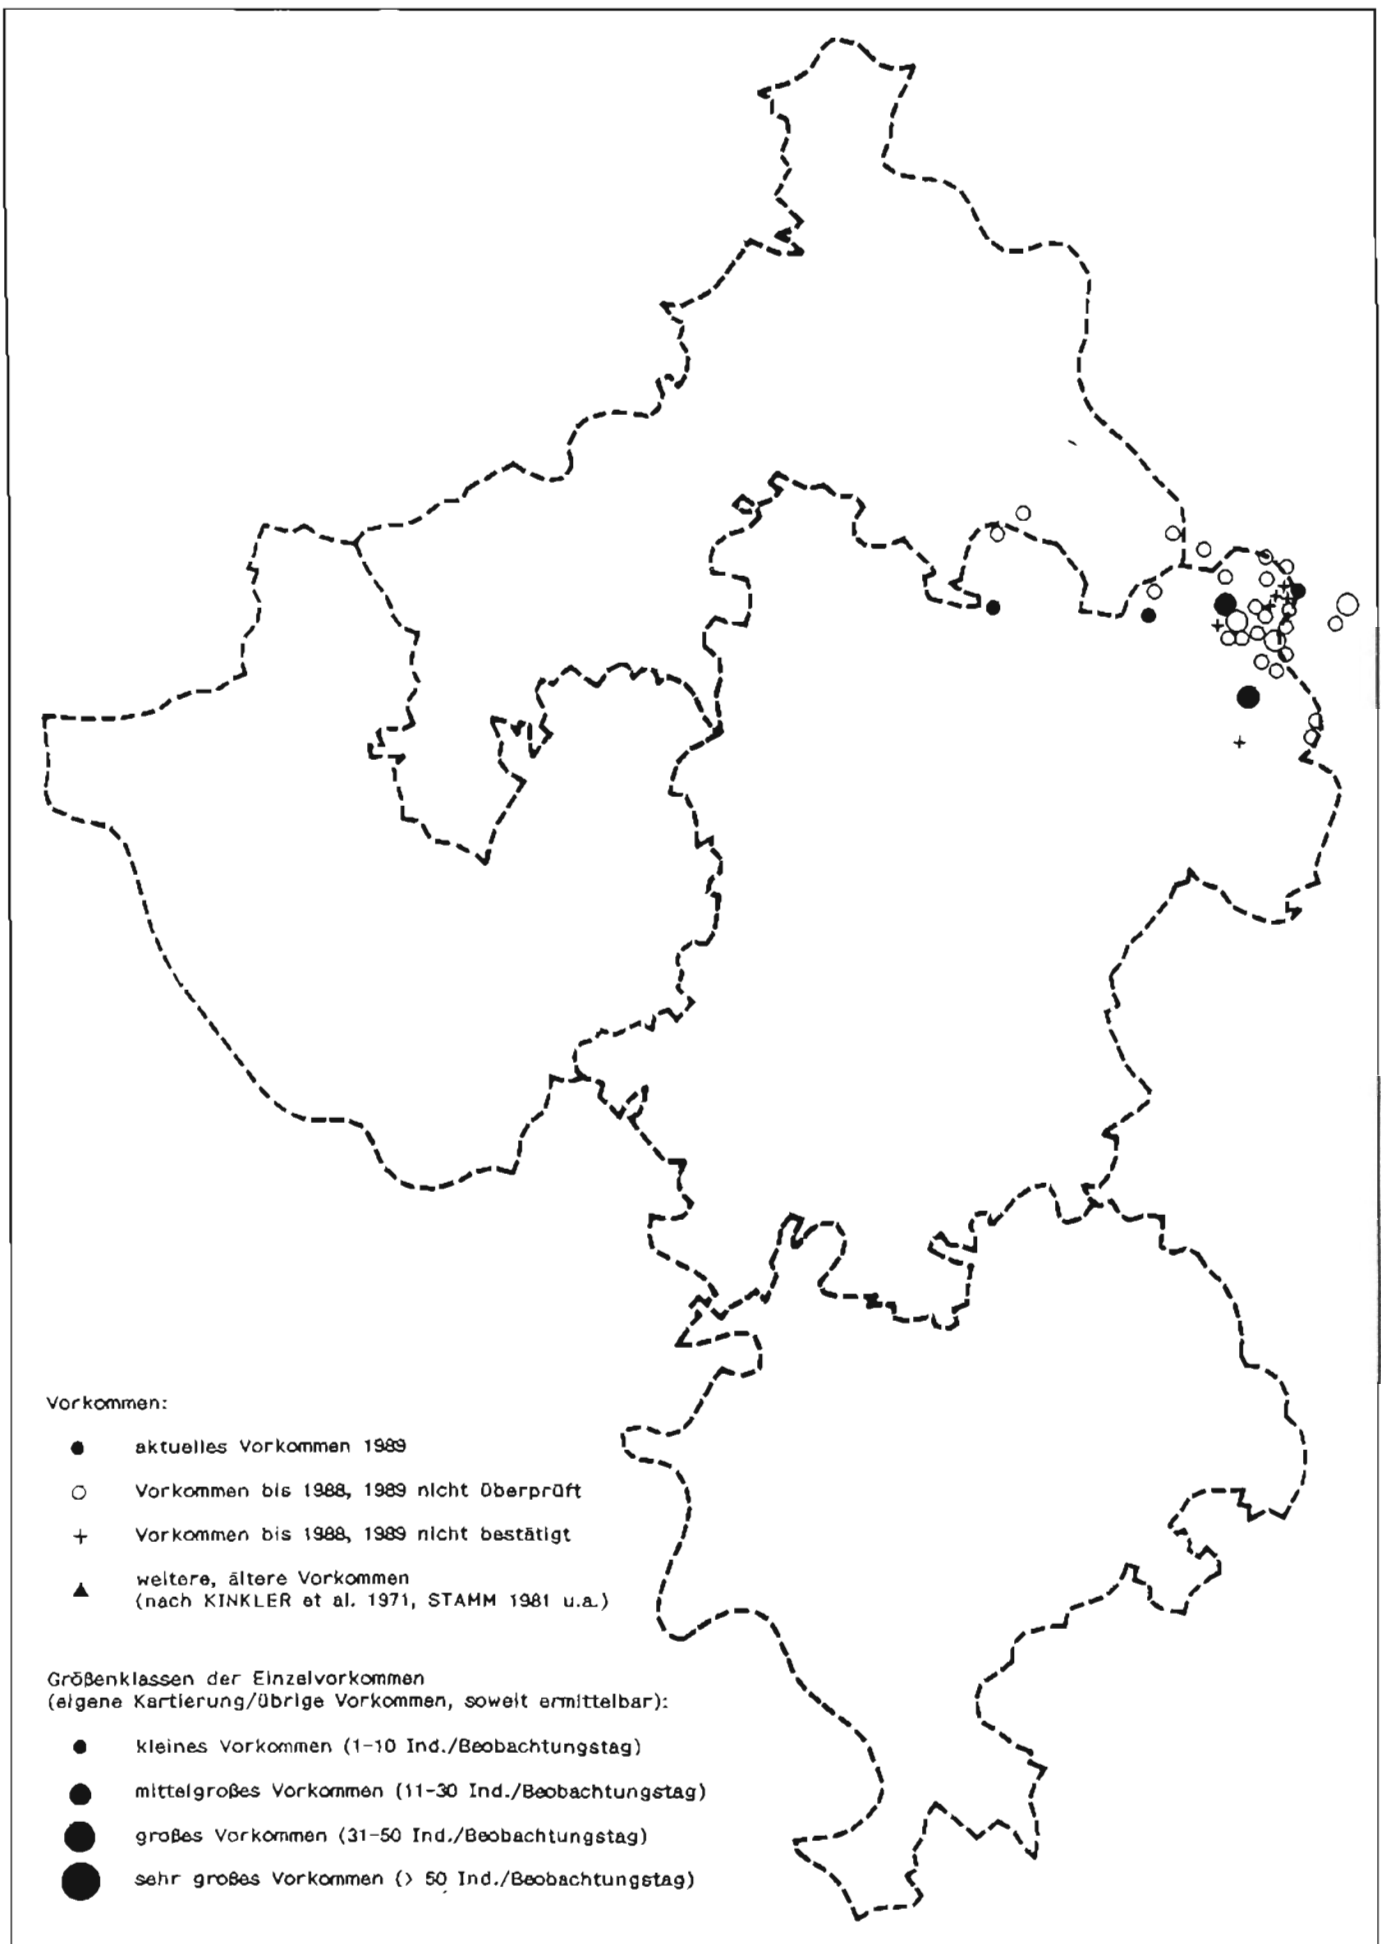 Vorkommen:
aktuelles Vorkommen 1989
Vorkommen bis 1988, 1989 nicht überprüft
Vorkommen bis 1988, 1989 nicht bestätigt
weitere, ältere Vorkommen
(nach KINKLER et al. 1971, STAMM 1981 u.a.)
Größenklassen der Einzelvorkommen
(eigene Kartierung/übrige Vorkommen, soweit ermittelbar):
kleines Vorkommen (1-10 Ind./Beobachtungstag)
mittelgroßes Vorkommen (11-30 Ind./Beobachtungstag)
großes Vorkommen (31-50 Ind./Beobachtungstag)
sehr großes Vorkommen (> 50 Ind./Beobachtungstag)